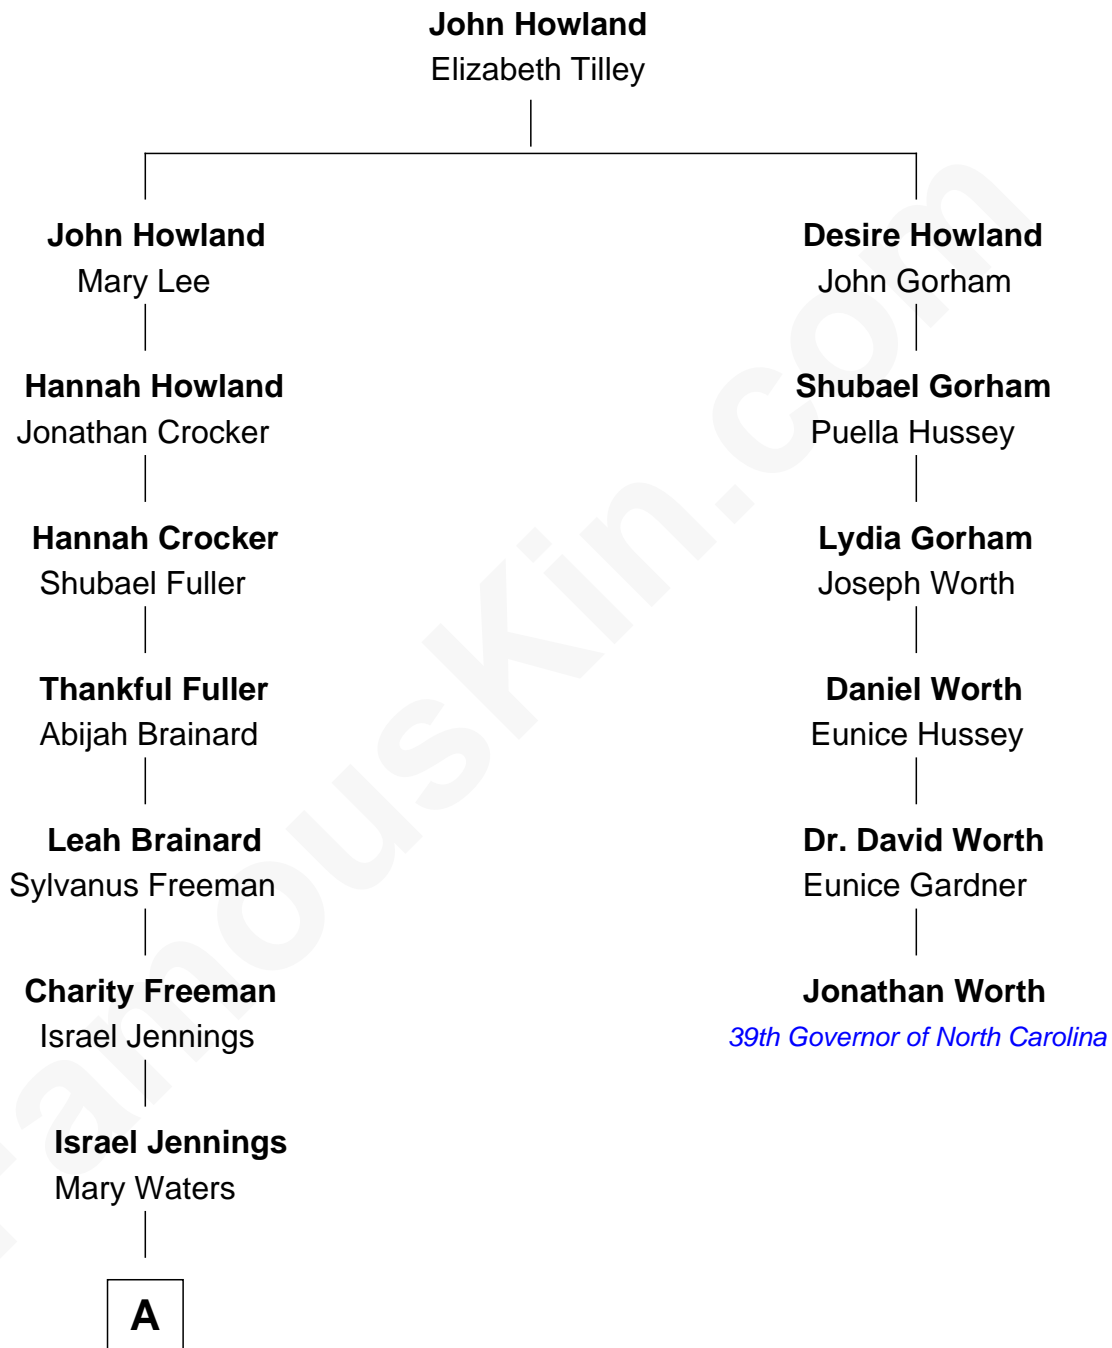 John Howland
Elizabeth Tilley
John Howland
Mary Lee
Desire Howland
John Gorham
Hannah Howland
Jonathan Crocker
Shubael Gorham
Puella Hussey
Hannah Crocker
Shubael Fuller
Lydia Gorham
Joseph Worth
Thankful Fuller
Abijah Brainard
Daniel Worth
Eunice Hussey
Leah Brainard
Sylvanus Freeman
Dr. David Worth
Eunice Gardner
Charity Freeman
Israel Jennings
Jonathan Worth
39th Governor of North Carolina
Israel Jennings
Mary Waters
A
FamousKin.com